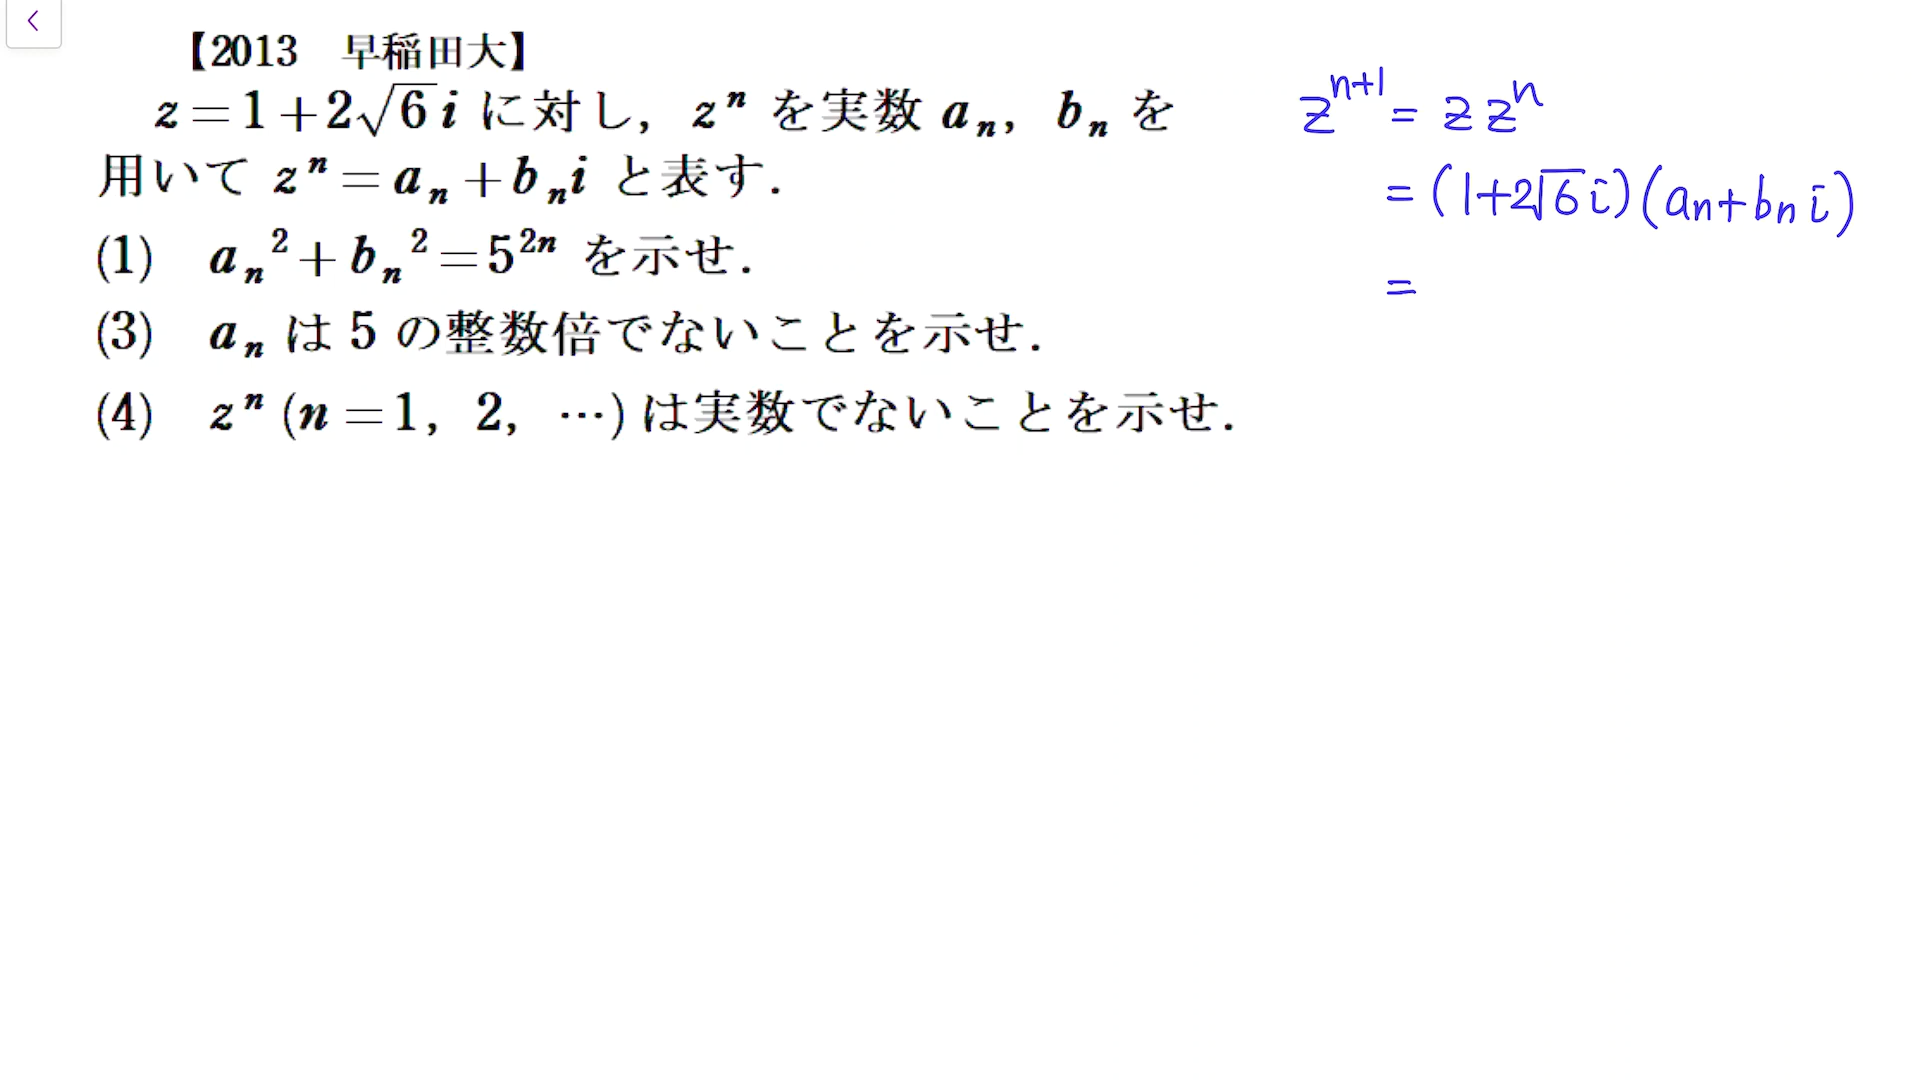 【2013　早稲田大】
z＝1＋2√6 i に対し，z^n を実数 a_n，b_n を
用いて z^n＝a_n＋b_n i と表す．
(1)　a_n^2＋b_n^2＝5^{2n} を示せ．
(3)　a_n は 5 の整数倍でないことを示せ．
(4)　z^n (n＝1，2，…) は実数でないことを示せ．
z^{n+1} = z z^n
= (1+2√6 i)(a_n+b_n i)
=